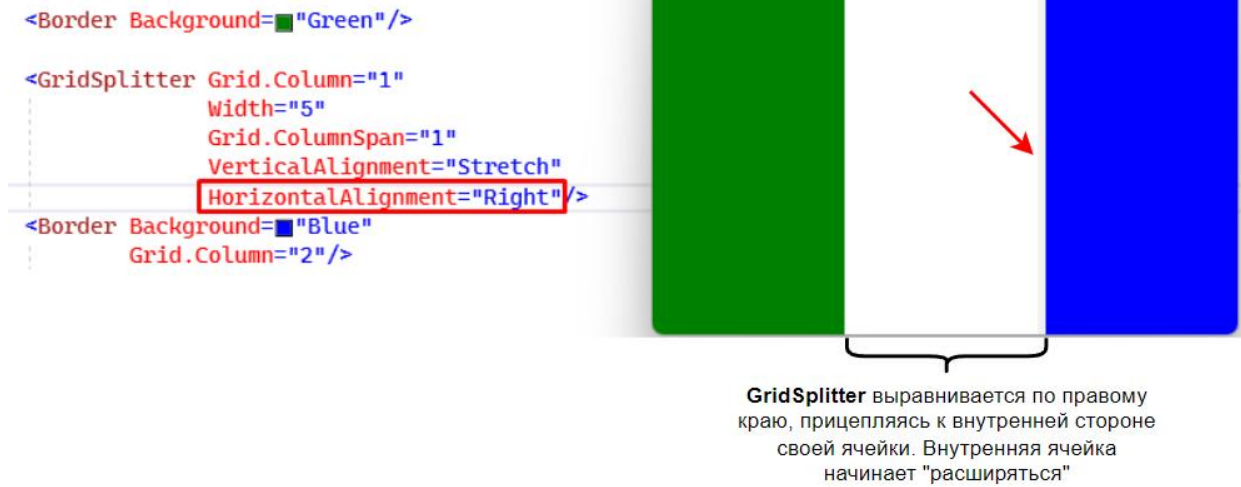 <Border Background="Green"/>
<GridSplitter Grid.Column="1"
Width="5"
Grid.ColumnSpan="1"
VerticalAlignment="Stretch"
HorizontalAlignment="Right"/>
<Border Background="Blue"
Grid.Column="2"/>
GridSplitter выравнивается по правому
краю, прицепляясь к внутренней стороне
своей ячейки. Внутренняя ячейка
начинает "расширяться"